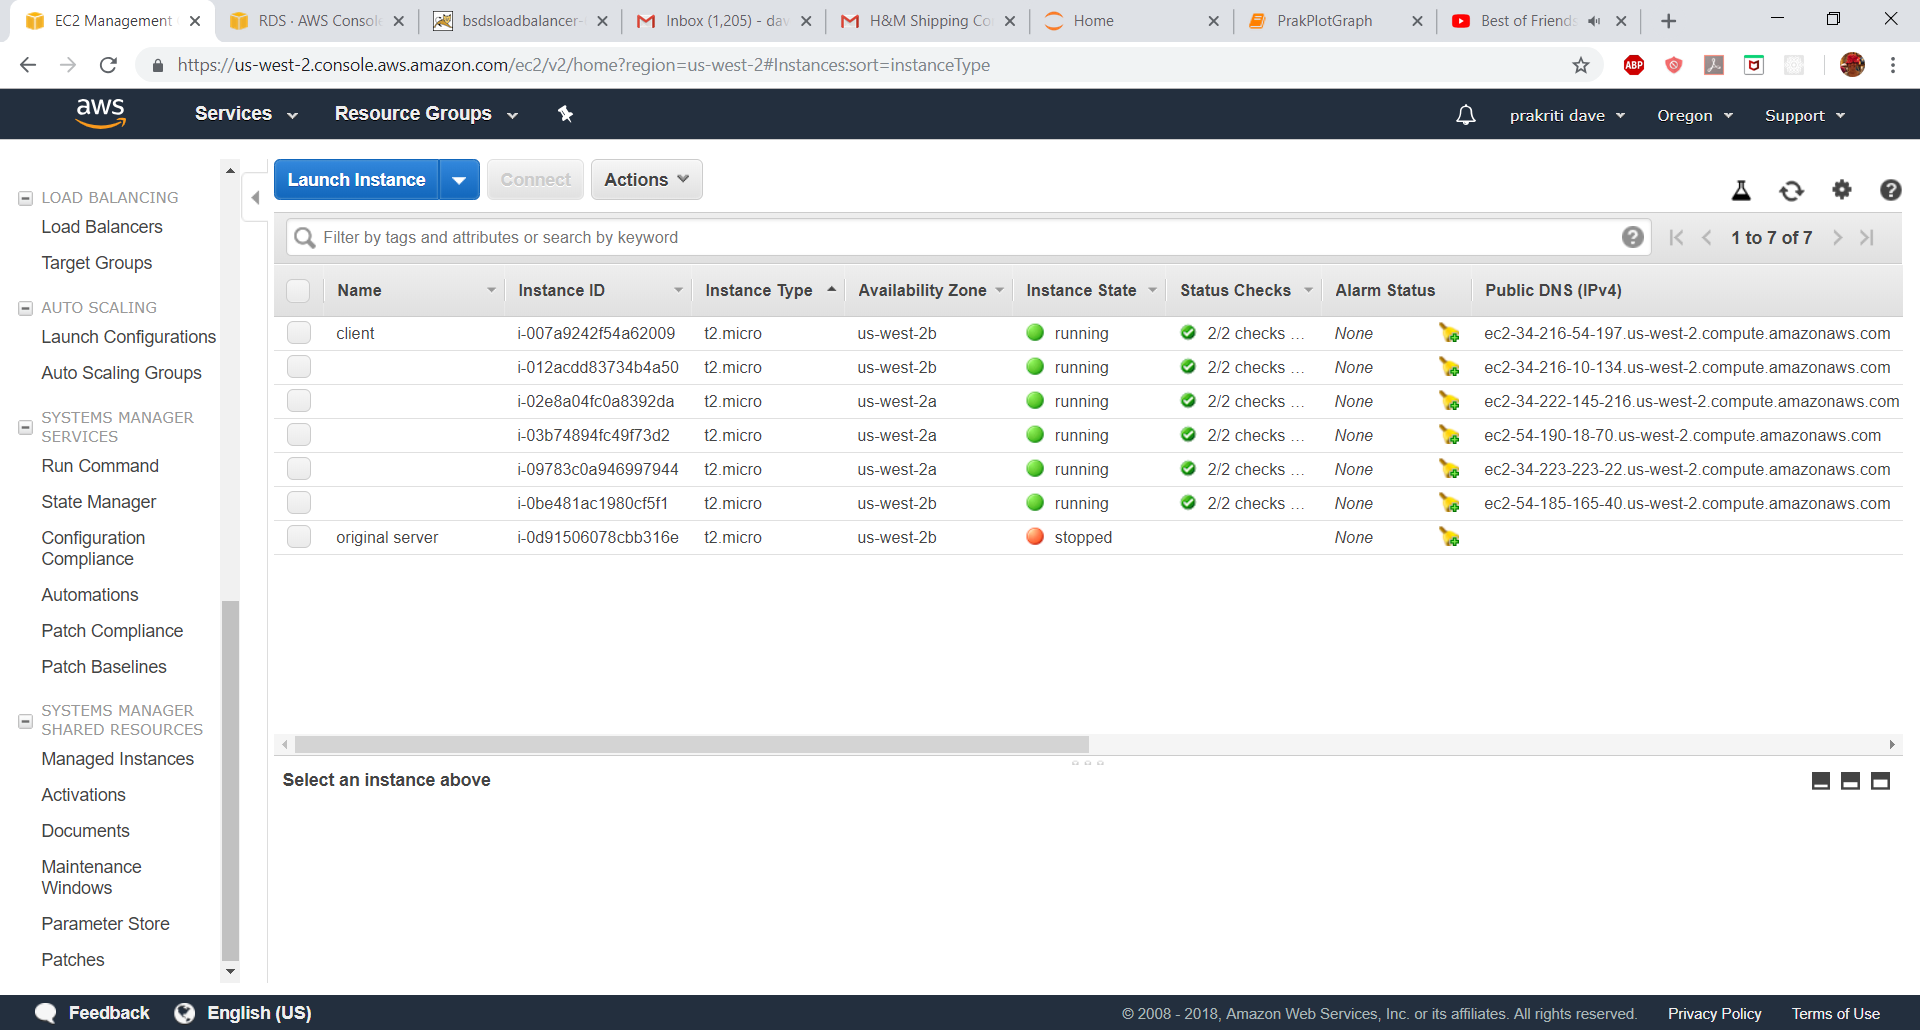 EC2 Management
RDS · AWS Consol
bsdsloadbalancer-
Inbox (1,205) - dav
H&M Shipping Co
Home
PrakPlotGraph
Best of Friends
https://us-west-2.console.aws.amazon.com/ec2/v2/home?region=us-west-2#Instances:sort=instanceType
ABP
aws
Services
Resource Groups
prakriti dave
Oregon
Support
LOAD BALANCING
Load Balancers
Target Groups
AUTO SCALING
Launch Configurations
Auto Scaling Groups
SYSTEMS MANAGER
SERVICES
Run Command
State Manager
Configuration
Compliance
Automations
Patch Compliance
Patch Baselines
SYSTEMS MANAGER
SHARED RESOURCES
Managed Instances
Activations
Documents
Maintenance
Windows
Parameter Store
Patches
Launch Instance
Connect
Actions
Filter by tags and attributes or search by keyword
1 to 7 of 7
Name Instance ID Instance Type Availability Zone Instance State Status Checks Alarm Status Public DNS (IPv4)
client i-007a9242f54a62009 t2.micro us-west-2b running 2/2 checks ... None ec2-34-216-54-197.us-west-2.compute.amazonaws.com
i-012acdd83734b4a50 t2.micro us-west-2b running 2/2 checks ... None ec2-34-216-10-134.us-west-2.compute.amazonaws.com
i-02e8a04fc0a8392da t2.micro us-west-2a running 2/2 checks ... None ec2-34-222-145-216.us-west-2.compute.amazonaws.com
i-03b74894fc49f73d2 t2.micro us-west-2a running 2/2 checks ... None ec2-54-190-18-70.us-west-2.compute.amazonaws.com
i-09783c0a946997944 t2.micro us-west-2a running 2/2 checks ... None ec2-34-223-223-22.us-west-2.compute.amazonaws.com
i-0be481ac1980cf5f1 t2.micro us-west-2b running 2/2 checks ... None ec2-54-185-165-40.us-west-2.compute.amazonaws.com
original server i-0d91506078cbb316e t2.micro us-west-2b stopped None
Select an instance above
Feedback
English (US)
© 2008 - 2018, Amazon Web Services, Inc. or its affiliates. All rights reserved.
Privacy Policy
Terms of Use